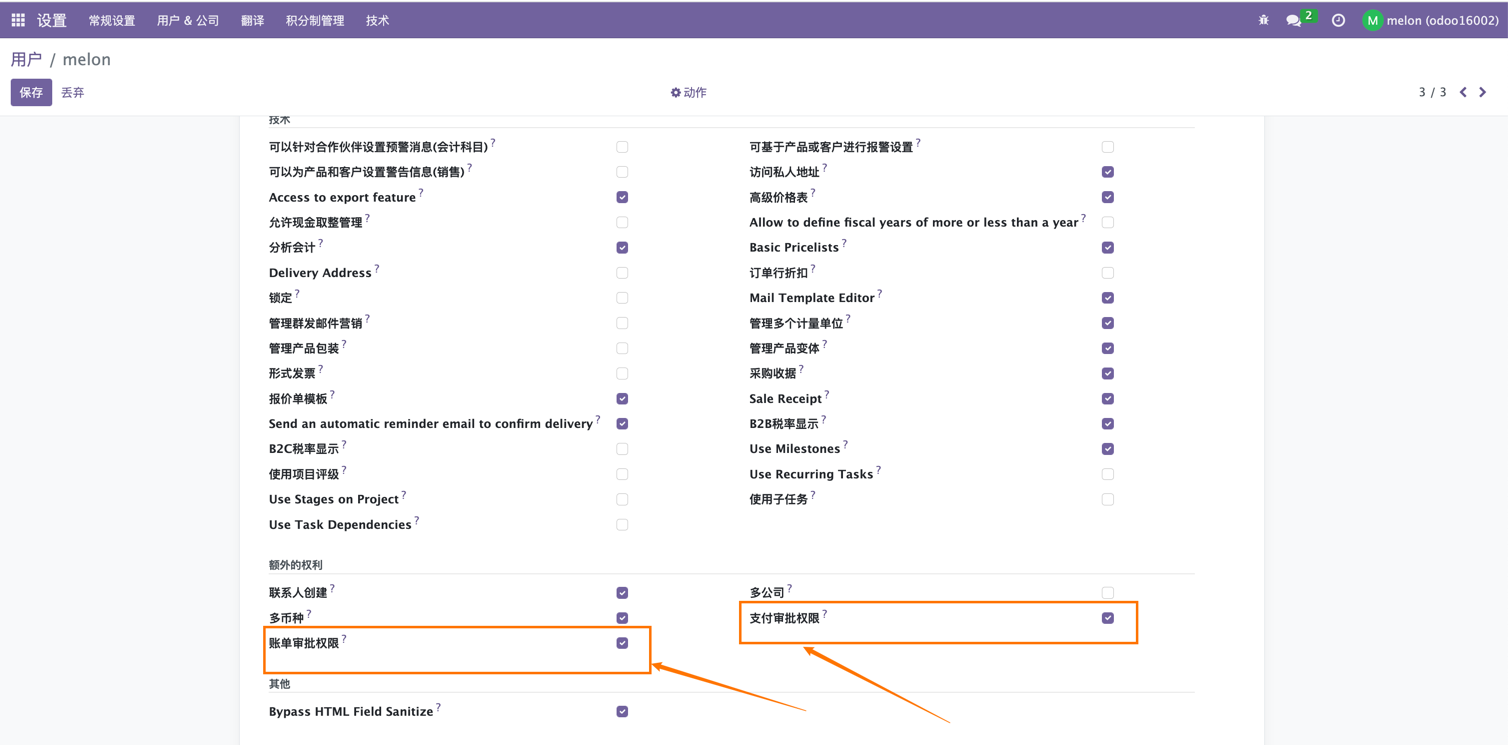 设置 常规设置 用户 & 公司 翻译 积分制管理 技术 2 M melon (odoo16002)
用户 / melon
保存 丢弃 动作 3 / 3
技术
可以针对合作伙伴设置预警消息(会计科目) ? 可基于产品或客户进行报警设置 ?
可以为产品和客户设置警告信息(销售) ? 访问私人地址 ?
Access to export feature ? 高级价格表 ?
允许现金取整管理 ? Allow to define fiscal years of more or less than a year ?
分析会计 ? Basic Pricelists ?
Delivery Address ? 订单行折扣 ?
锁定 ? Mail Template Editor ?
管理群发邮件营销 ? 管理多个计量单位 ?
管理产品包装 ? 管理产品变体 ?
形式发票 ? 采购收据 ?
报价单模板 ? Sale Receipt ?
Send an automatic reminder email to confirm delivery ? B2B税率显示 ?
B2C税率显示 ? Use Milestones ?
使用项目评级 ? Use Recurring Tasks ?
Use Stages on Project ? 使用子任务 ?
Use Task Dependencies ?
额外的权利
联系人创建 ? 多公司 ?
多币种 ? 支付审批权限 ?
账单审批权限 ?
其他
Bypass HTML Field Sanitize ?